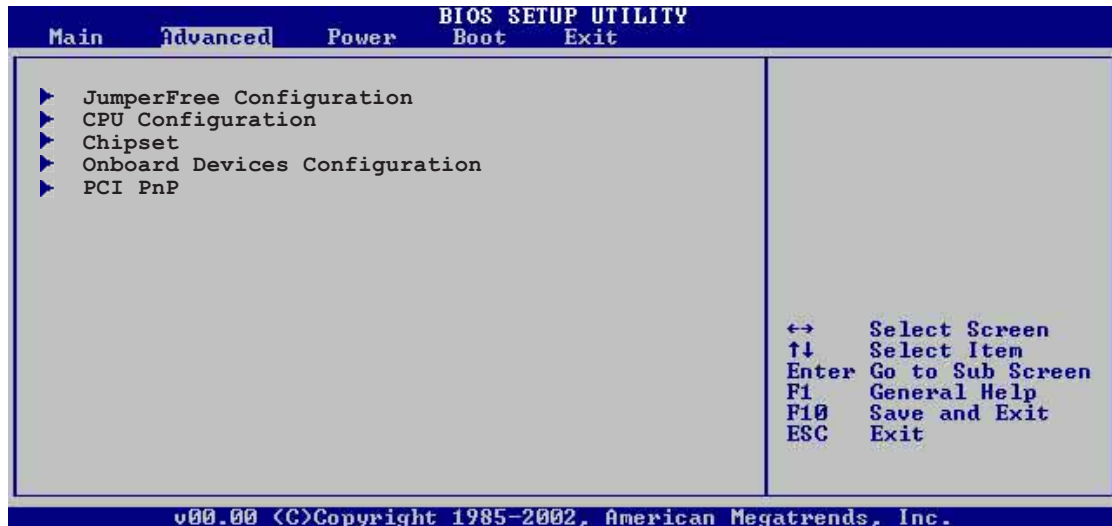 BIOS SETUP UTILITY
Main Advanced Power Boot Exit
JumperFree Configuration
CPU Configuration
Chipset
Onboard Devices Configuration
PCI PnP
←→ Select Screen
↑↓ Select Item
Enter Go to Sub Screen
F1 General Help
F10 Save and Exit
ESC Exit
v00.00 (C)Copyright 1985-2002, American Megatrends, Inc.